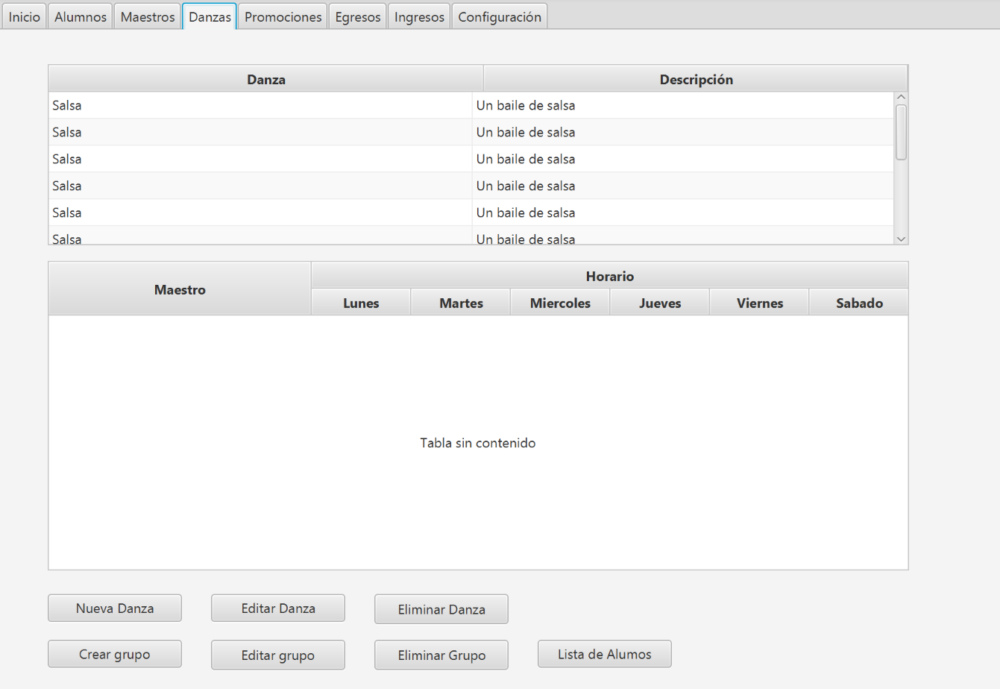 Inicio Alumnos Maestros Danzas Promociones Egresos Ingresos Configuración
Danza Descripción
Salsa Un baile de salsa
Salsa Un baile de salsa
Salsa Un baile de salsa
Salsa Un baile de salsa
Salsa Un baile de salsa
Salsa Un baile de salsa
Maestro Horario
Lunes Martes Miercoles Jueves Viernes Sabado
Tabla sin contenido
Nueva Danza Editar Danza Eliminar Danza
Crear grupo Editar grupo Eliminar Grupo Lista de Alumos